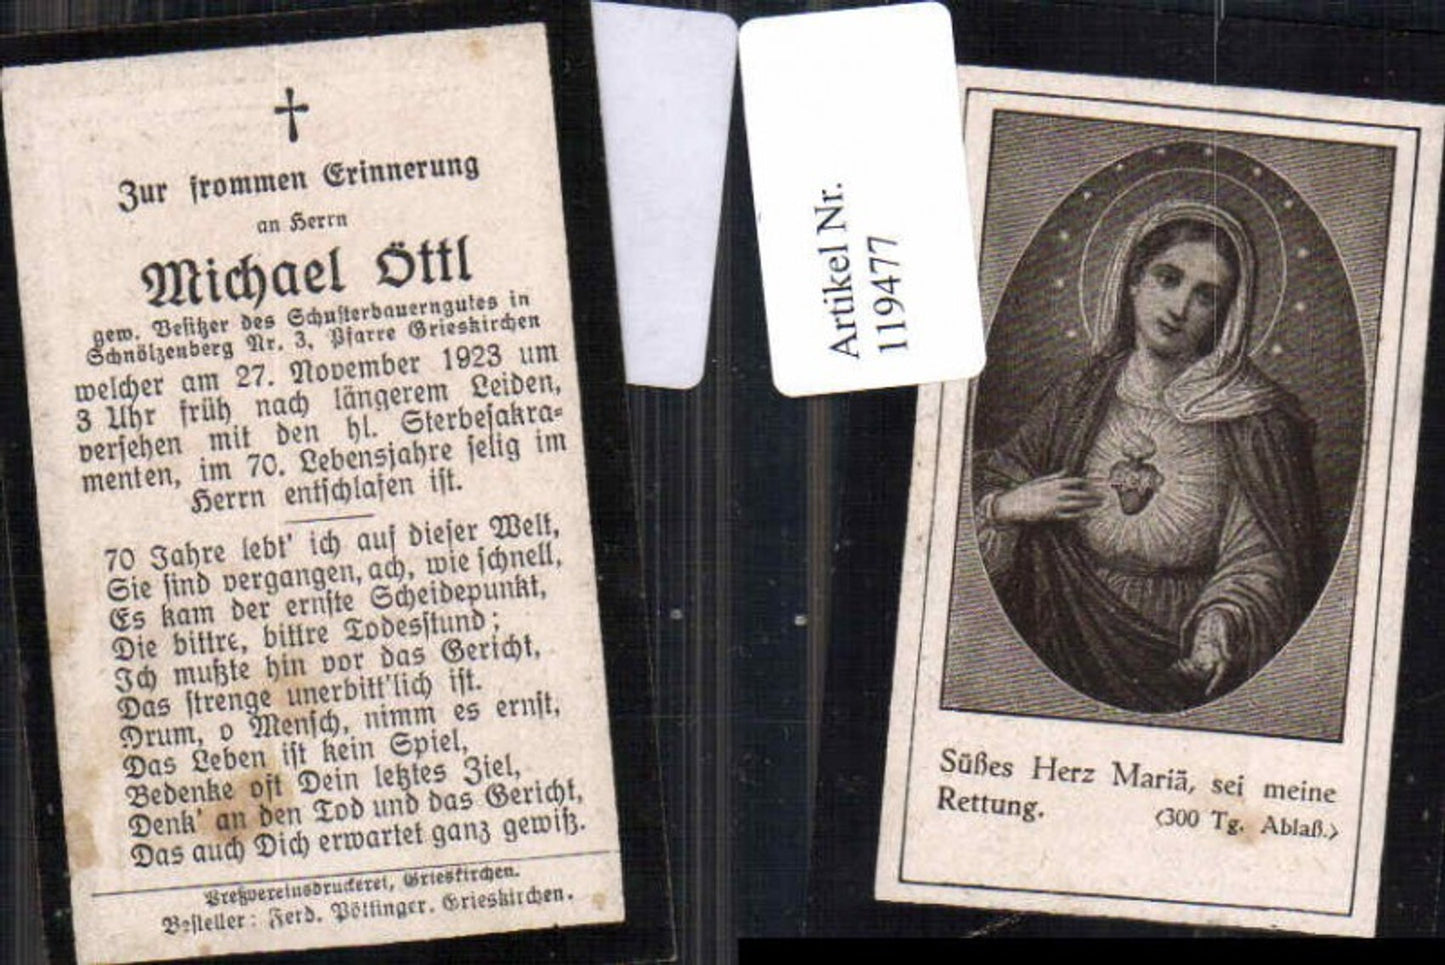 Zur frommen Erinnerung
an Herrn
Michael Öttl
gew. Besitzer des Schusterbauerngutes in
Schnölzenberg Nr. 3, Pfarre Grieskirchen
welcher am 27. November 1923 um
3 Uhr früh nach längerem Leiden,
versehen mit den hl. Sterbesakra-
menten, im 70. Lebensjahre selig im
Herrn entschlafen ist.
70 Jahre lebt' ich auf dieser Welt,
Sie sind vergangen, ach, wie schnell,
Es kam der ernste Scheidepunkt,
Die bittre, bittre Todesstund;
Ich mußte hin vor das Gericht,
Das strenge unerbitt'lich ist.
Drum, o Mensch, nimm es ernst,
Das Leben ist kein Spiel,
Bedenke oft Dein letztes Ziel,
Denk' an den Tod und das Gericht,
Das auch Dich erwartet ganz gewiß.
Preßvereinsdruckerei, Grieskirchen.
Besteller: Ferd. Pöttinger, Grieskirchen.
Artikel Nr.
119477
Süßes Herz Mariä, sei meine
Rettung. <300 Tg. Ablaß.>